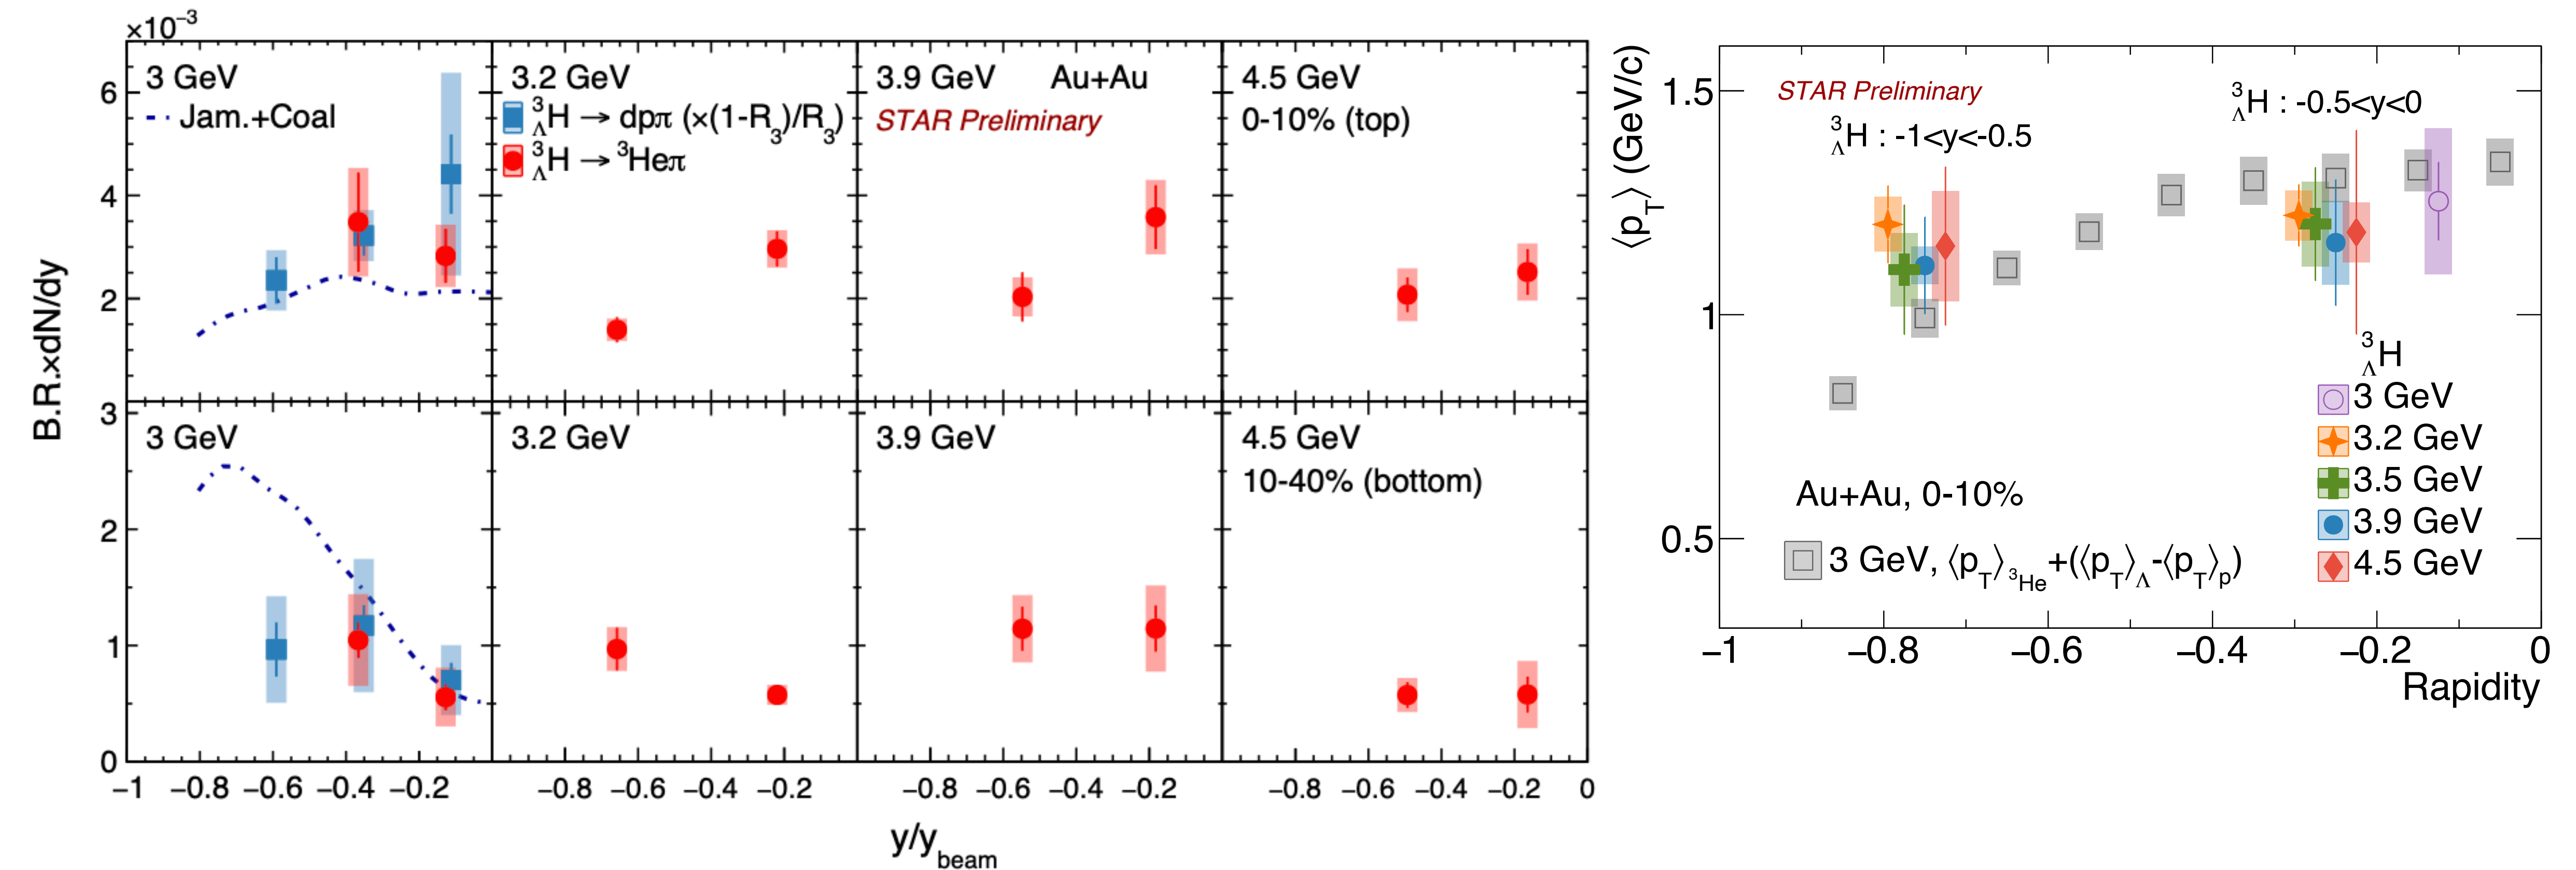 ×10⁻³
3 GeV
Jam.+Coal
3.2 GeV
³ΛH → dpπ (×(1-R₃)/R₃)
³ΛH → ³Heπ
3.9 GeV Au+Au
STAR Preliminary
4.5 GeV
0-10% (top)
6
4
2
B.R.×dN/dy
3 GeV
3.2 GeV
3.9 GeV
4.5 GeV
10-40% (bottom)
3
2
1
0
−1 −0.8 −0.6 −0.4 −0.2
−0.8 −0.6 −0.4 −0.2
−0.8 −0.6 −0.4 −0.2
−0.8 −0.6 −0.4 −0.2 0
y/y_beam
⟨p_T⟩ (GeV/c)
1.5
1
0.5
STAR Preliminary
³ΛH : -1<y<-0.5
³ΛH : -0.5<y<0
³ΛH
3 GeV
3.2 GeV
3.5 GeV
3.9 GeV
4.5 GeV
Au+Au, 0-10%
3 GeV, ⟨p_T⟩_³He+(⟨p_T⟩_Λ-⟨p_T⟩_p)
−1 −0.8 −0.6 −0.4 −0.2 0
Rapidity